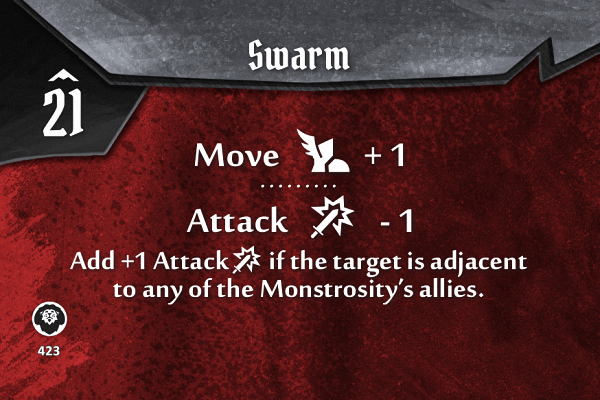 Swarm
21
Move + 1
Attack - 1
Add +1 Attack if the target is adjacent
to any of the Monstrosity's allies.
423